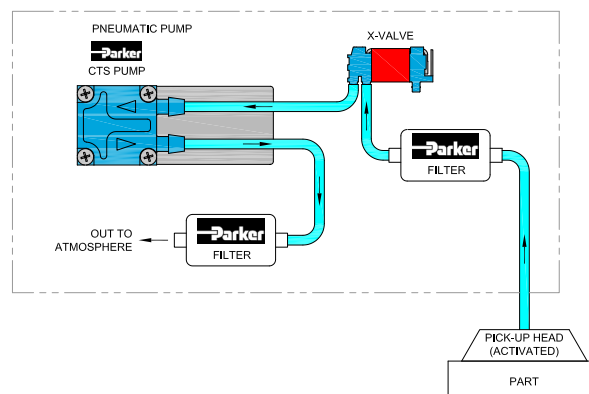 PNEUMATIC PUMP
Parker
CTS PUMP
X-VALVE
Parker
FILTER
OUT TO
ATMOSPHERE
Parker
FILTER
PICK-UP HEAD
(ACTIVATED)
PART